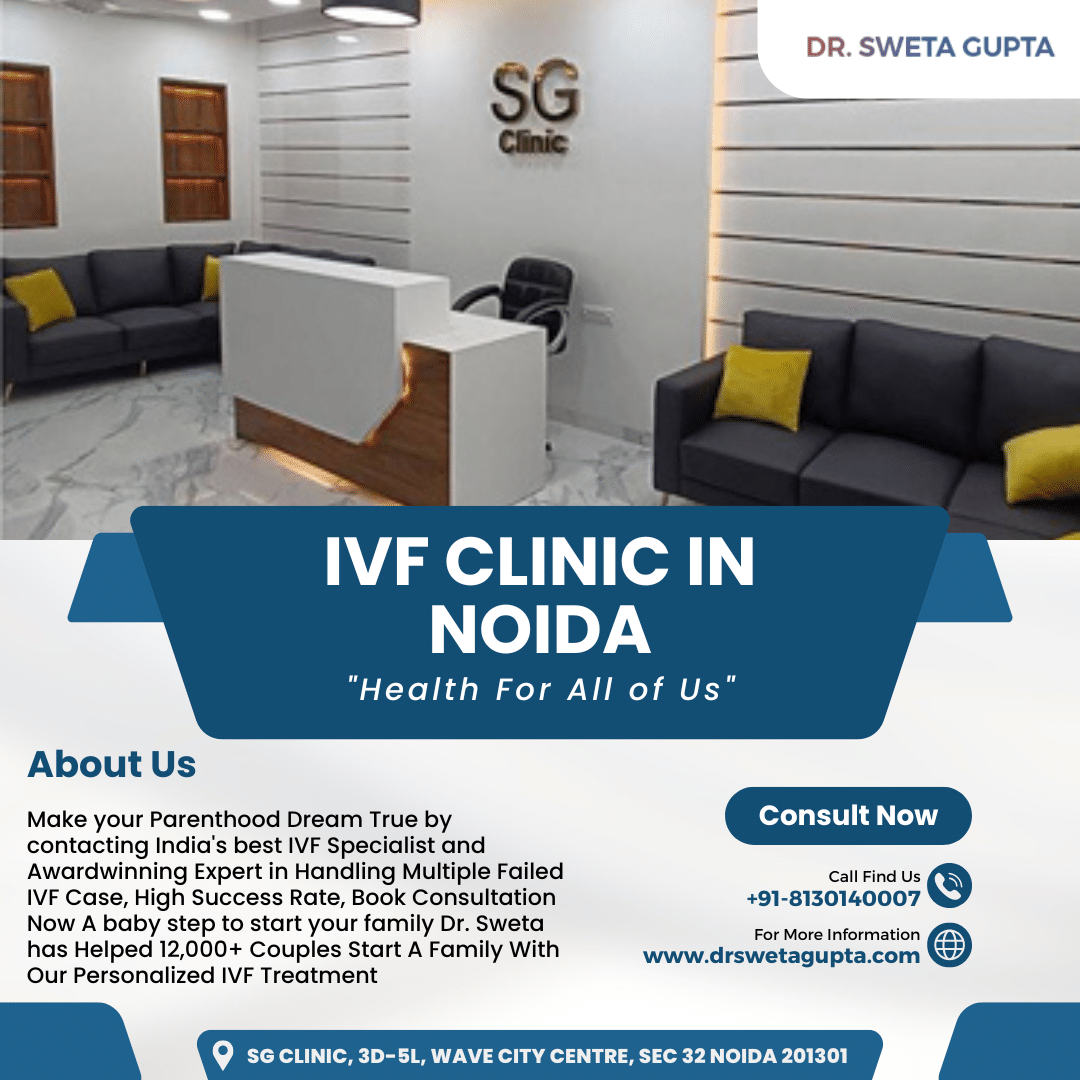 DR. SWETA GUPTA
SG
Clinic
IVF CLINIC IN
NOIDA
"Health For All of Us"
About Us
Make your Parenthood Dream True by
contacting India's best IVF Specialist and
Awardwinning Expert in Handling Multiple Failed
IVF Case, High Success Rate, Book Consultation
Now A baby step to start your family Dr. Sweta
has Helped 12,000+ Couples Start A Family With
Our Personalized IVF Treatment
Consult Now
Call Find Us
+91-8130140007
For More Information
www.drswetagupta.com
SG CLINIC, 3D-5L, WAVE CITY CENTRE, SEC 32 NOIDA 201301